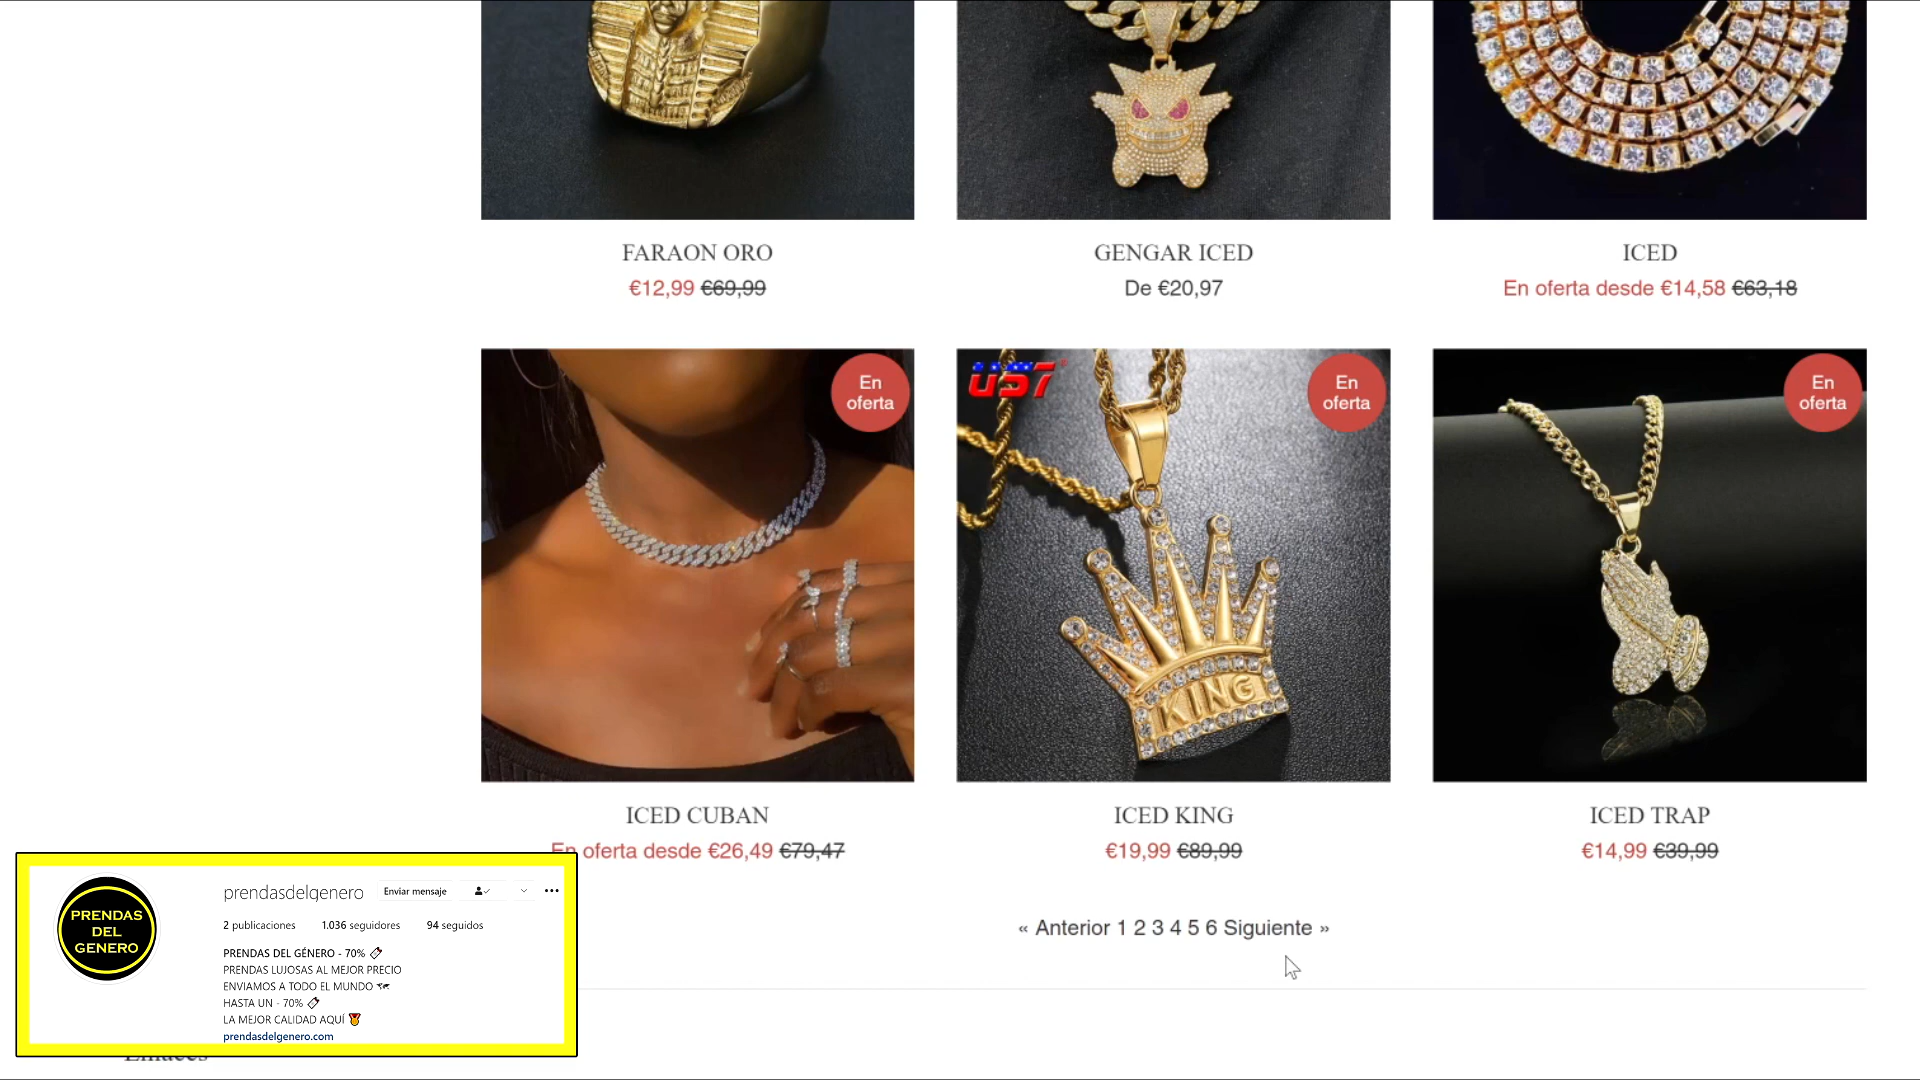 FARAON ORO
€12,99 €69,99
GENGAR ICED
De €20,97
ICED
En oferta desde €14,58 €63,18
En
oferta
UST
KING
En
oferta
En
oferta
ICED CUBAN
En oferta desde €26,49 €79,47
ICED KING
€19,99 €89,99
ICED TRAP
€14,99 €39,99
« Anterior 1 2 3 4 5 6 Siguiente »
PRENDAS
DEL
GENERO
prendasdelgenero Enviar mensaje
2 publicaciones 1.036 seguidores 94 seguidos
PRENDAS DEL GÉNERO - 70%
PRENDAS LUJOSAS AL MEJOR PRECIO
ENVIAMOS A TODO EL MUNDO
HASTA UN - 70%
LA MEJOR CALIDAD AQUÍ
prendasdelgenero.com
Enlaces